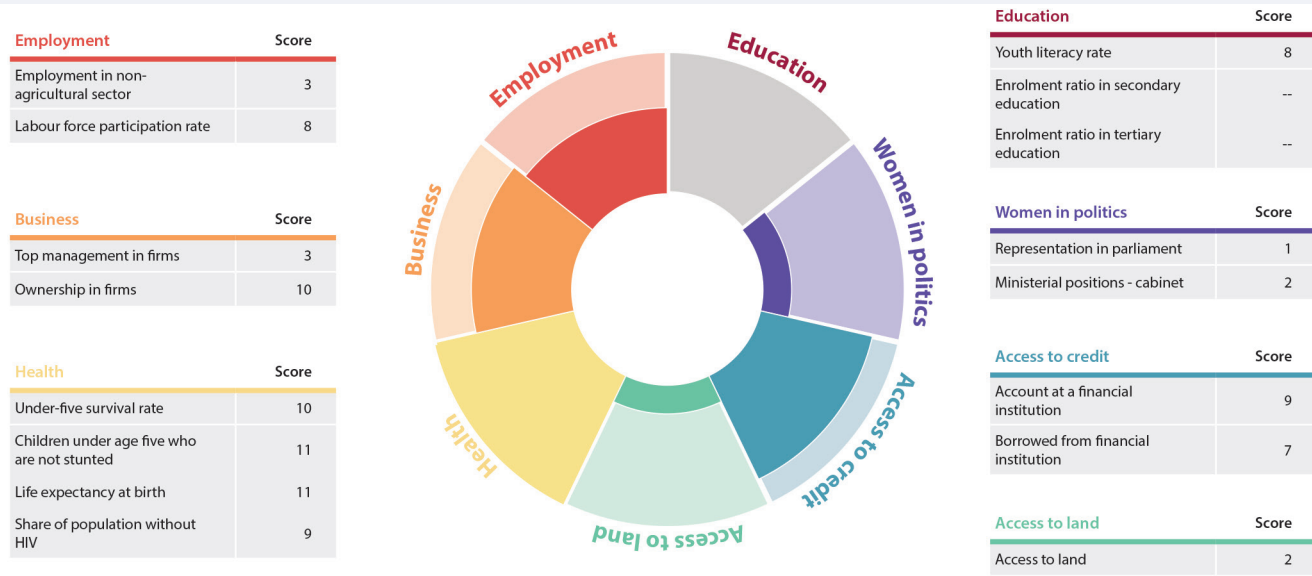 Employment Score
Employment in non-
agricultural sector 3
Labour force participation rate 8
Business Score
Top management in firms 3
Ownership in firms 10
Health Score
Under-five survival rate 10
Children under age five who
are not stunted 11
Life expectancy at birth 11
Share of population without
HIV 9
Employment
Education
Business
Women in politics
Health
Access to credit
Access to land
Education Score
Youth literacy rate 8
Enrolment ratio in secondary
education --
Enrolment ratio in tertiary
education --
Women in politics Score
Representation in parliament 1
Ministerial positions - cabinet 2
Access to credit Score
Account at a financial
institution 9
Borrowed from financial
institution 7
Access to land Score
Access to land 2